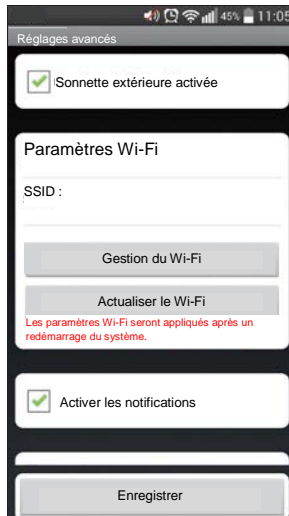 45% 11:05
Réglages avancés
Sonnette extérieure activée
Paramètres Wi-Fi
SSID :
Gestion du Wi-Fi
Actualiser le Wi-Fi
Les paramètres Wi-Fi seront appliqués après un
redémarrage du système.
Activer les notifications
Enregistrer